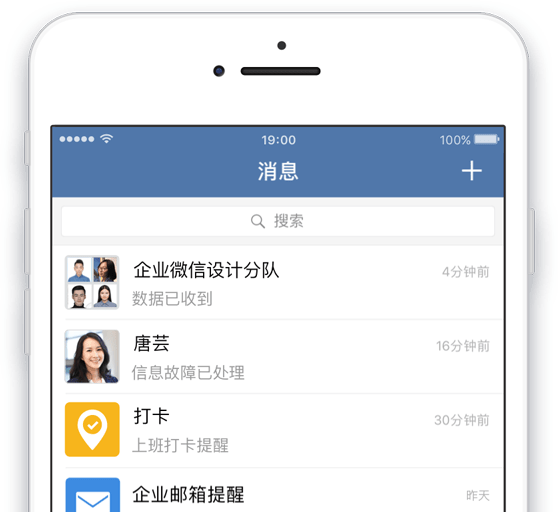 19:00
100%
消息
搜索
企业微信设计分队
4分钟前
数据已收到
唐芸
16分钟前
信息故障已处理
打卡
30分钟前
上班打卡提醒
企业邮箱提醒
昨天